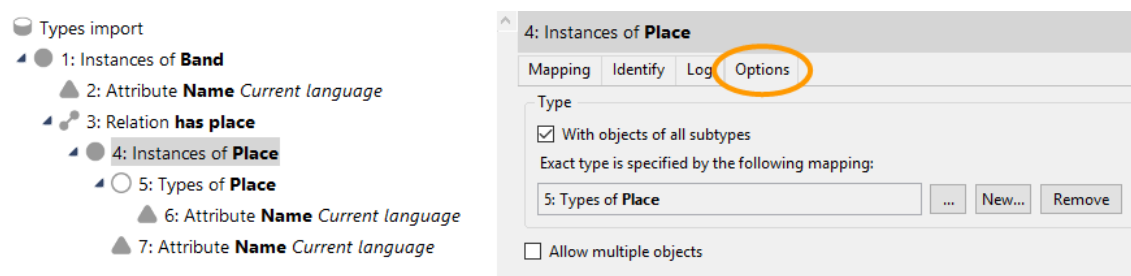 Types import
1: Instances of Band
2: Attribute Name Current language
3: Relation has place
4: Instances of Place
5: Types of Place
6: Attribute Name Current language
7: Attribute Name Current language
4: Instances of Place
Mapping Identify Log Options
Type
With objects of all subtypes
Exact type is specified by the following mapping:
5: Types of Place ... New... Remove
Allow multiple objects